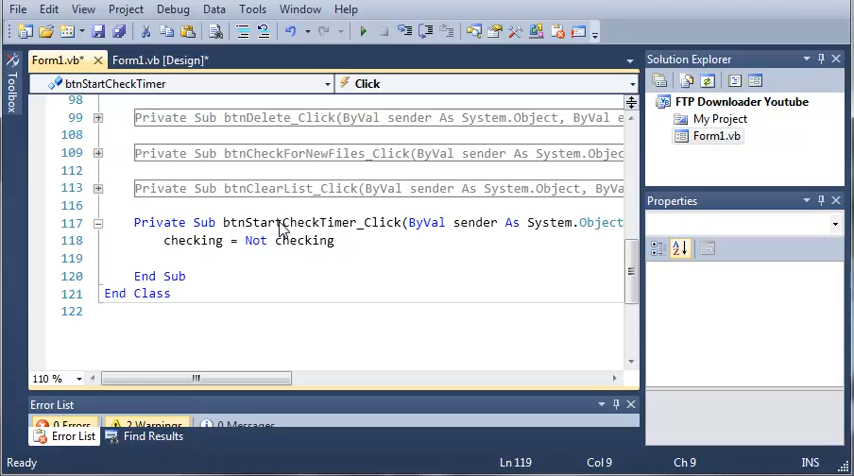 File Edit View Project Debug Data Tools Window Help
Form1.vb* Form1.vb [Design]*
btnStartCheckTimer Click
98
99 Private Sub btnDelete_Click(ByVal sender As System.Object, ByVal e
108
109 Private Sub btnCheckForNewFiles_Click(ByVal sender As System.Objec
112
113 Private Sub btnClearList_Click(ByVal sender As System.Object, ByVa
116
117 Private Sub btnStartCheckTimer_Click(ByVal sender As System.Object
118 checking = Not checking
119
120 End Sub
121 End Class
122
110 %
Error List
0 Errors 2 Warnings 0 Messages
Error List Find Results
Ln 119 Col 9 Ch 9 INS
Toolbox
Solution Explorer
FTP Downloader Youtube
My Project
Form1.vb
Properties